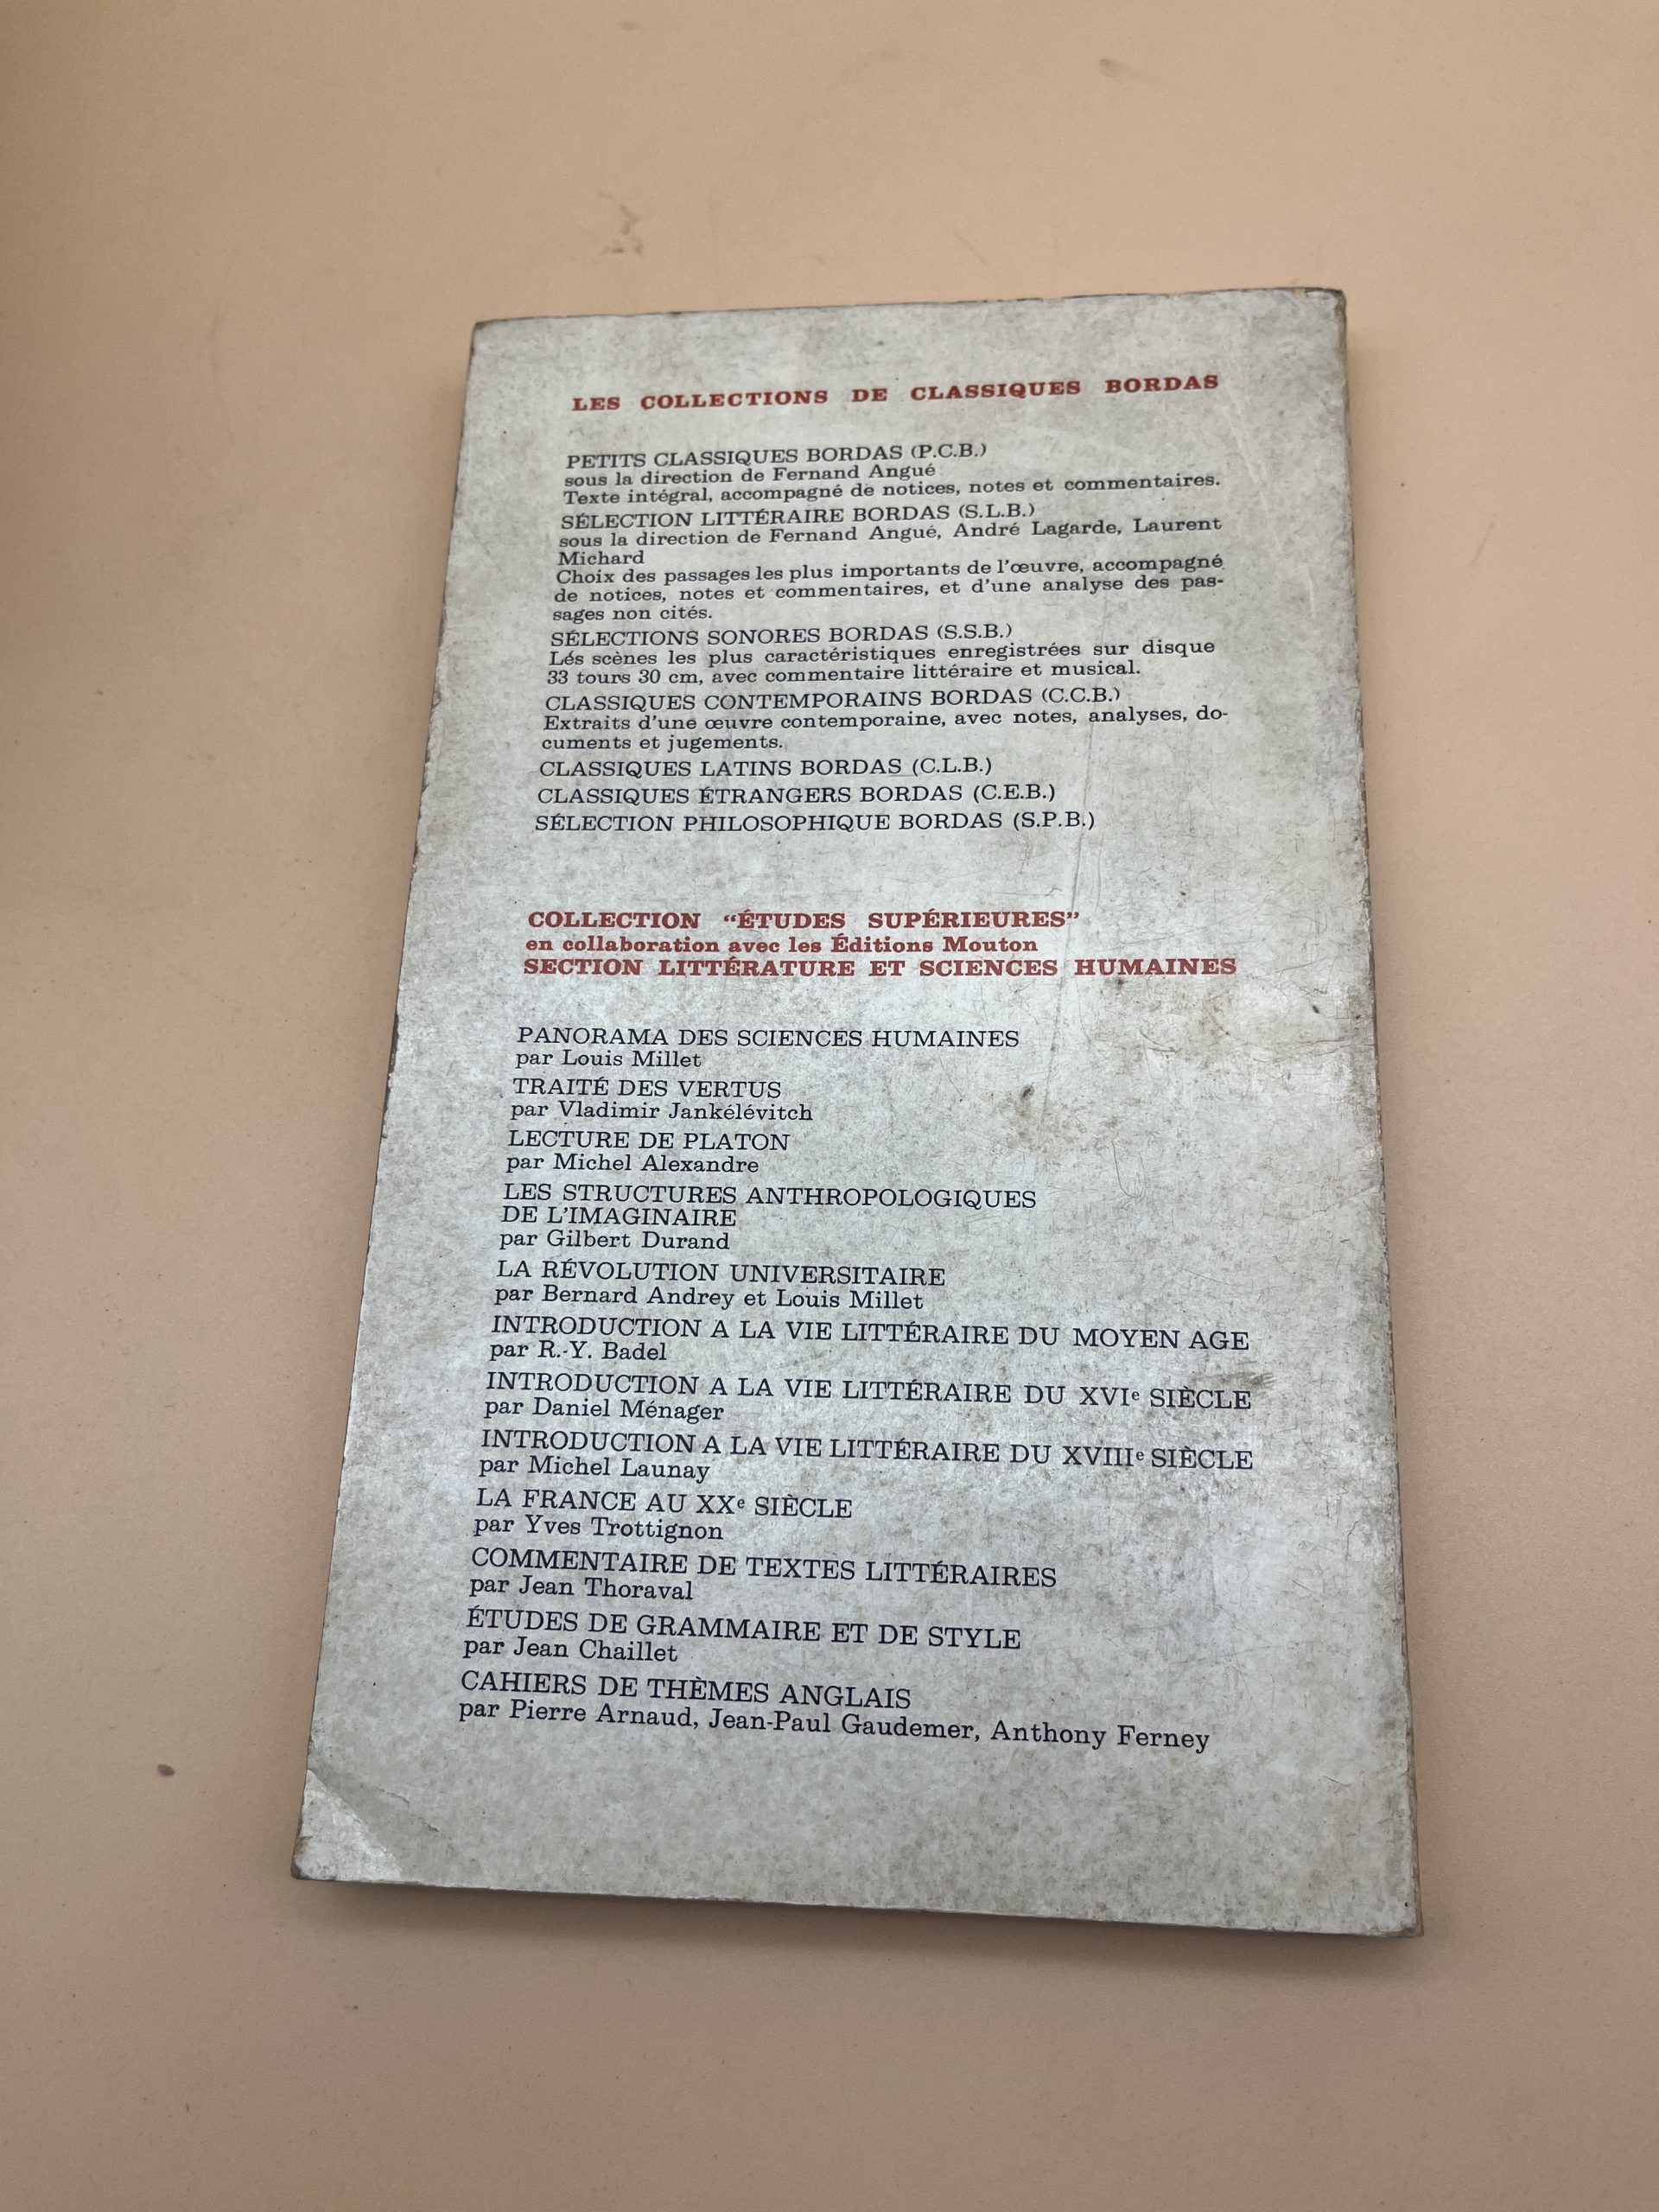 LES COLLECTIONS DE CLASSIQUES BORDAS
PETITS CLASSIQUES BORDAS (P.C.B.)
sous la direction de Fernand Angué
Texte intégral, accompagné de notices, notes et commentaires.
SÉLECTION LITTÉRAIRE BORDAS (S.L.B.)
sous la direction de Fernand Angué, André Lagarde, Laurent
Michard
Choix des passages les plus importants de l'œuvre, accompagné
de notices, notes et commentaires, et d'une analyse des pas-
sages non cités.
SÉLECTIONS SONORES BORDAS (S.S.B.)
Lés scènes les plus caractéristiques enregistrées sur disque
33 tours 30 cm, avec commentaire littéraire et musical.
CLASSIQUES CONTEMPORAINS BORDAS (C.C.B.)
Extraits d'une œuvre contemporaine, avec notes, analyses, do-
cuments et jugements.
CLASSIQUES LATINS BORDAS (C.L.B.)
CLASSIQUES ÉTRANGERS BORDAS (C.E.B.)
SÉLECTION PHILOSOPHIQUE BORDAS (S.P.B.)
COLLECTION “ÉTUDES SUPÉRIEURES”
en collaboration avec les Éditions Mouton
SECTION LITTÉRATURE ET SCIENCES HUMAINES
PANORAMA DES SCIENCES HUMAINES
par Louis Millet
TRAITÉ DES VERTUS
par Vladimir Jankélévitch
LECTURE DE PLATON
par Michel Alexandre
LES STRUCTURES ANTHROPOLOGIQUES
DE L'IMAGINAIRE
par Gilbert Durand
LA RÉVOLUTION UNIVERSITAIRE
par Bernard Andrey et Louis Millet
INTRODUCTION A LA VIE LITTÉRAIRE DU MOYEN AGE
par R.-Y. Badel
INTRODUCTION A LA VIE LITTÉRAIRE DU XVIe SIÈCLE
par Daniel Ménager
INTRODUCTION A LA VIE LITTÉRAIRE DU XVIIIe SIÈCLE
par Michel Launay
LA FRANCE AU XXe SIÈCLE
par Yves Trottignon
COMMENTAIRE DE TEXTES LITTÉRAIRES
par Jean Thoraval
ÉTUDES DE GRAMMAIRE ET DE STYLE
par Jean Chaillet
CAHIERS DE THÈMES ANGLAIS
par Pierre Arnaud, Jean-Paul Gaudemer, Anthony Ferney